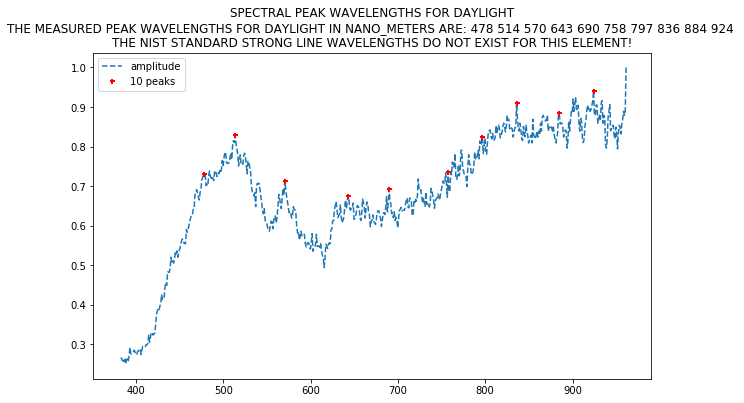 SPECTRAL PEAK WAVELENGTHS FOR DAYLIGHT
THE MEASURED PEAK WAVELENGTHS FOR DAYLIGHT IN NANO_METERS ARE: 478 514 570 643 690 758 797 836 884 924
THE NIST STANDARD STRONG LINE WAVELENGTHS DO NOT EXIST FOR THIS ELEMENT!
amplitude
10 peaks
1.0
0.9
0.8
0.7
0.6
0.5
0.4
0.3
400 500 600 700 800 900